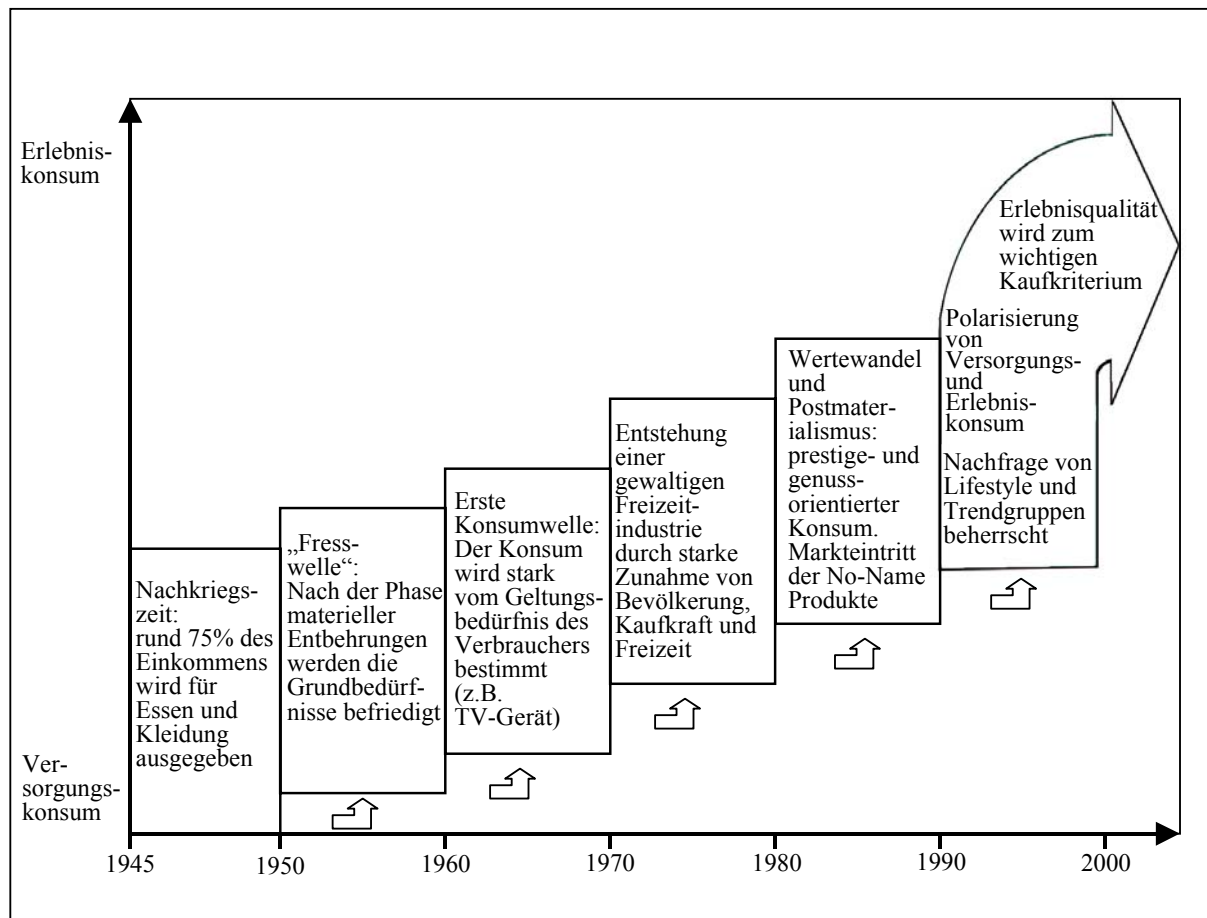 Erlebnis-
konsum
Ver-
sorgungs-
konsum
Nachkriegs-
zeit:
rund 75% des
Einkommens
wird für
Essen und
Kleidung
ausgegeben
„Fress-
welle“:
Nach der Phase
materieller
Entbehrungen
werden die
Grundbedürf-
nisse befriedigt
Erste
Konsumwelle:
Der Konsum
wird stark
vom Geltungs-
bedürfnis des
Verbrauchers
bestimmt
(z.B.
TV-Gerät)
Entstehung
einer
gewaltigen
Freizeit-
industrie
durch starke
Zunahme von
Bevölkerung,
Kaufkraft und
Freizeit
Wertewandel
und
Postmater-
ialismus:
prestige- und
genuss-
orientierter
Konsum.
Markteintritt
der No-Name
Produkte
Erlebnisqualität
wird zum
wichtigen
Kaufkriterium
Polarisierung
von
Versorgungs-
und
Erlebnis-
konsum
Nachfrage von
Lifestyle und
Trendgruppen
beherrscht
1945
1950
1960
1970
1980
1990
2000